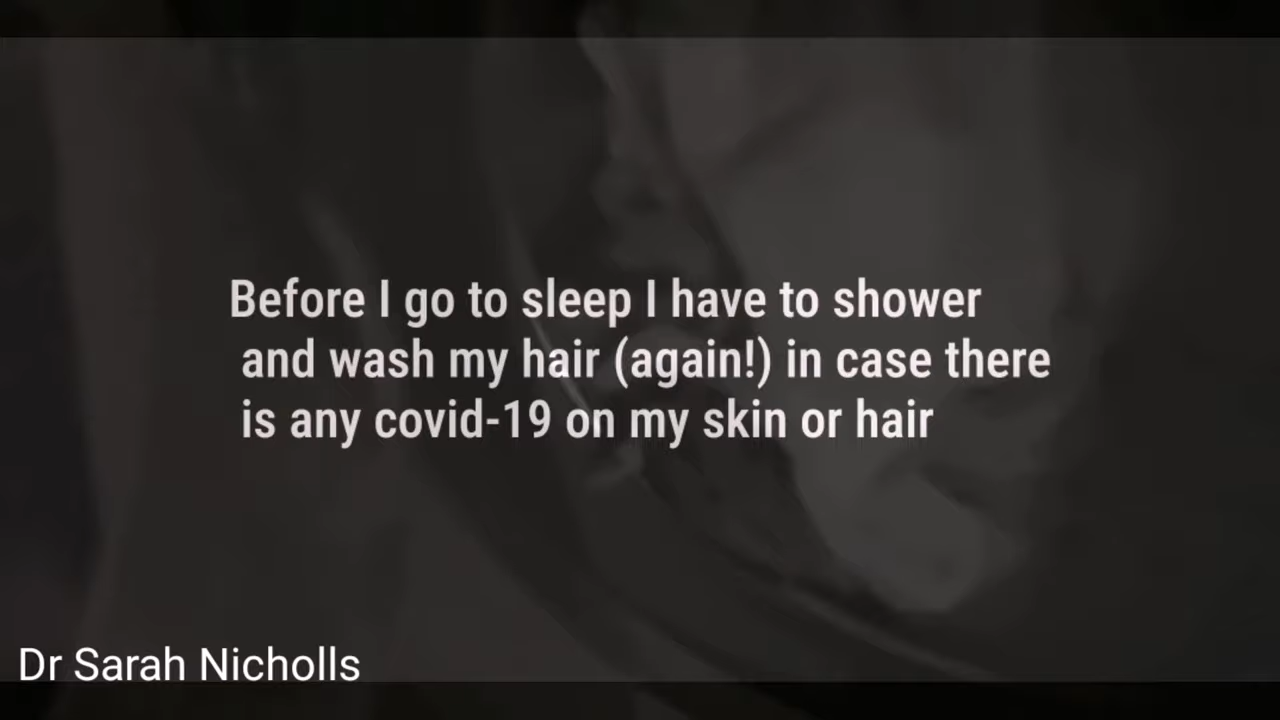 Before I go to sleep I have to shower
and wash my hair (again!) in case there
is any covid-19 on my skin or hair
Dr Sarah Nicholls